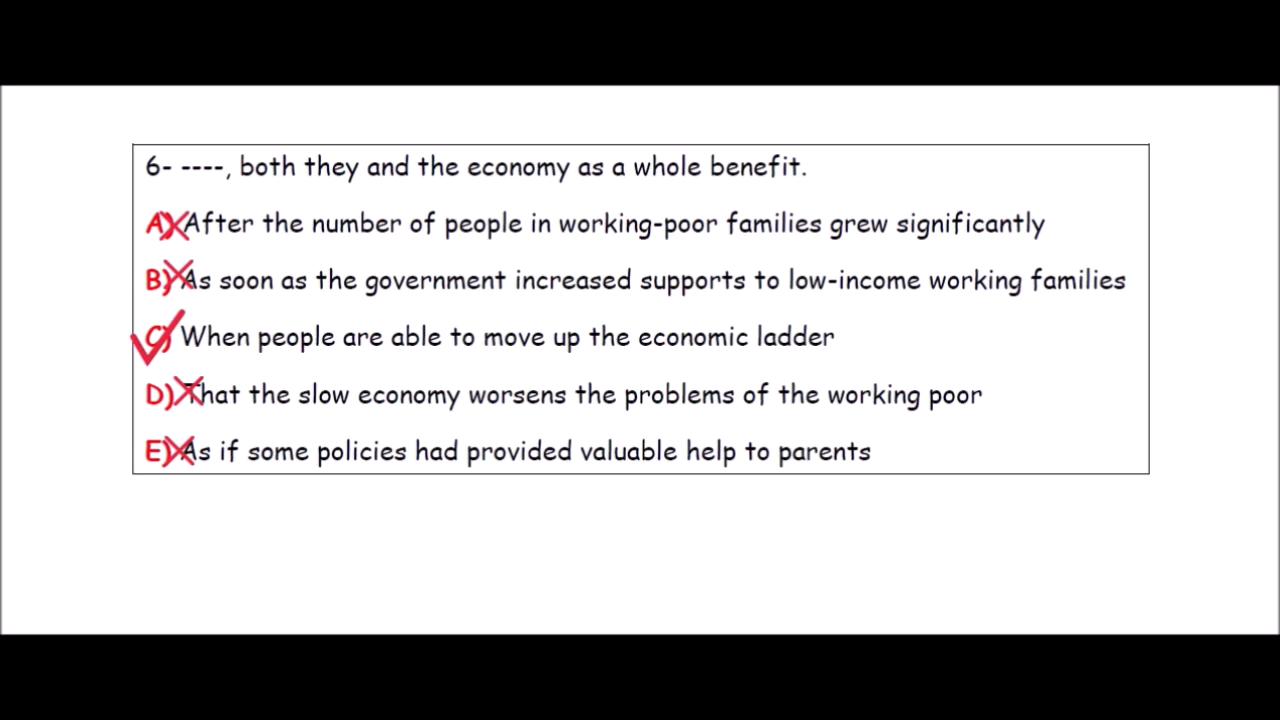 6- ----, both they and the economy as a whole benefit.
A) After the number of people in working-poor families grew significantly
B) As soon as the government increased supports to low-income working families
C) When people are able to move up the economic ladder
D) That the slow economy worsens the problems of the working poor
E) As if some policies had provided valuable help to parents